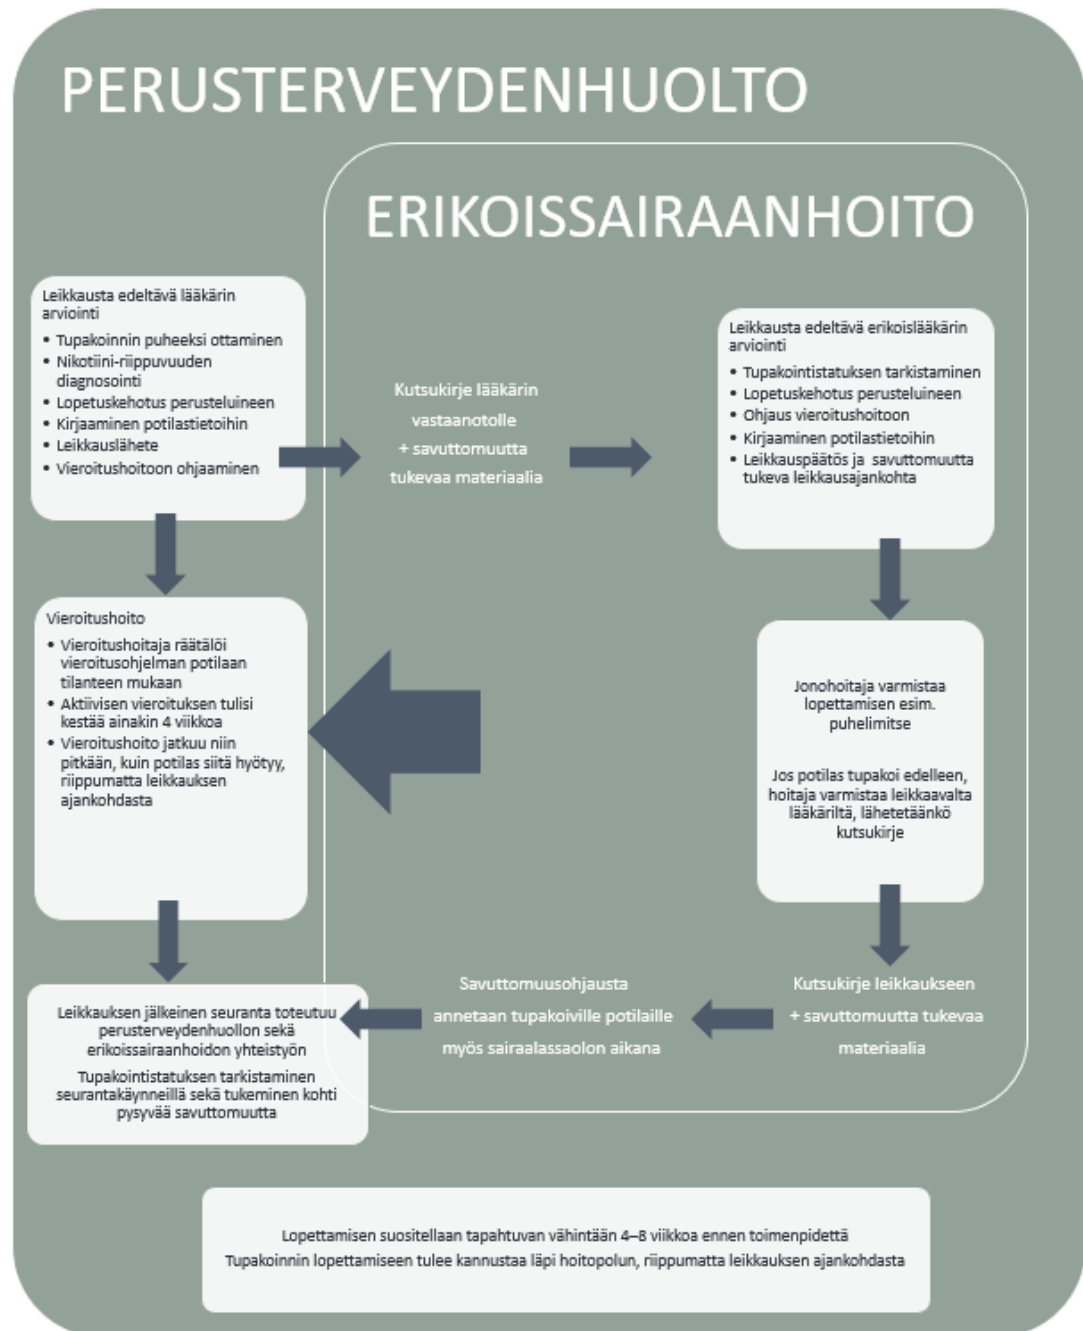 PERUSTERVEYDENHUOLTO
ERIKOISSAIRAANHOITO
Leikkausta edeltävä lääkärin
arviointi
• Tupakoinnin puheeksi ottaminen
• Nikotiini-riippuvuuden
diagnosointi
• Lopetuskehotus perusteluineen
• Kirjaaminen potilastietoihin
• Leikkauslähete
• Vieroitushoitoon ohjaaminen
Kutsukirje lääkärin
vastaanotolle
+ savuttomuutta
tukevaa materiaalia
Leikkausta edeltävä erikoislääkärin
arviointi
• Tupakointistatuksen tarkistaminen
• Lopetuskehotus perusteluineen
• Ohjaus vieroitushoitoon
• Kirjaaminen potilastietoihin
• Leikkauspäätös ja savuttomuutta
tukeva leikkausajankohta
Vieroitushoito
• Vieroitushoitaja räätälöi
vieroitusohjelman potilaan
tilanteen mukaan
• Aktiivisen vieroituksen tulisi
kestää ainakin 4 viikkoa
• Vieroitushoito jatkuu niin
pitkään, kuin potilas siitä hyötyy,
riippumatta leikkauksen
ajankohdasta
Jonohoitaja varmistaa
lopettamisen esim.
puhelimitse
Jos potilas tupakoi edelleen,
hoitaja varmistaa leikkaavalta
lääkäriltä, lähetetäänkö
kutsukirje
Kutsukirje leikkaukseen
+ savuttomuutta tukevaa
materiaalia
Savuttomuusohjausta
annetaan tupakoiville potilaille
myös sairaalassaolon aikana
Leikkauksen jälkeinen seuranta toteutuu
perusterveydenhuollon sekä
erikoissairaanhoidon yhteistyön
Tupakointistatuksen tarkistaminen
seurantakäynneillä sekä tukeminen kohti
pysyvää savuttomuutta
Lopettamisen suositellaan tapahtuvan vähintään 4–8 viikkoa ennen toimenpidettä
Tupakoinnin lopettamiseen tulee kannustaa läpi hoitopolun, riippumatta leikkauksen ajankohdasta